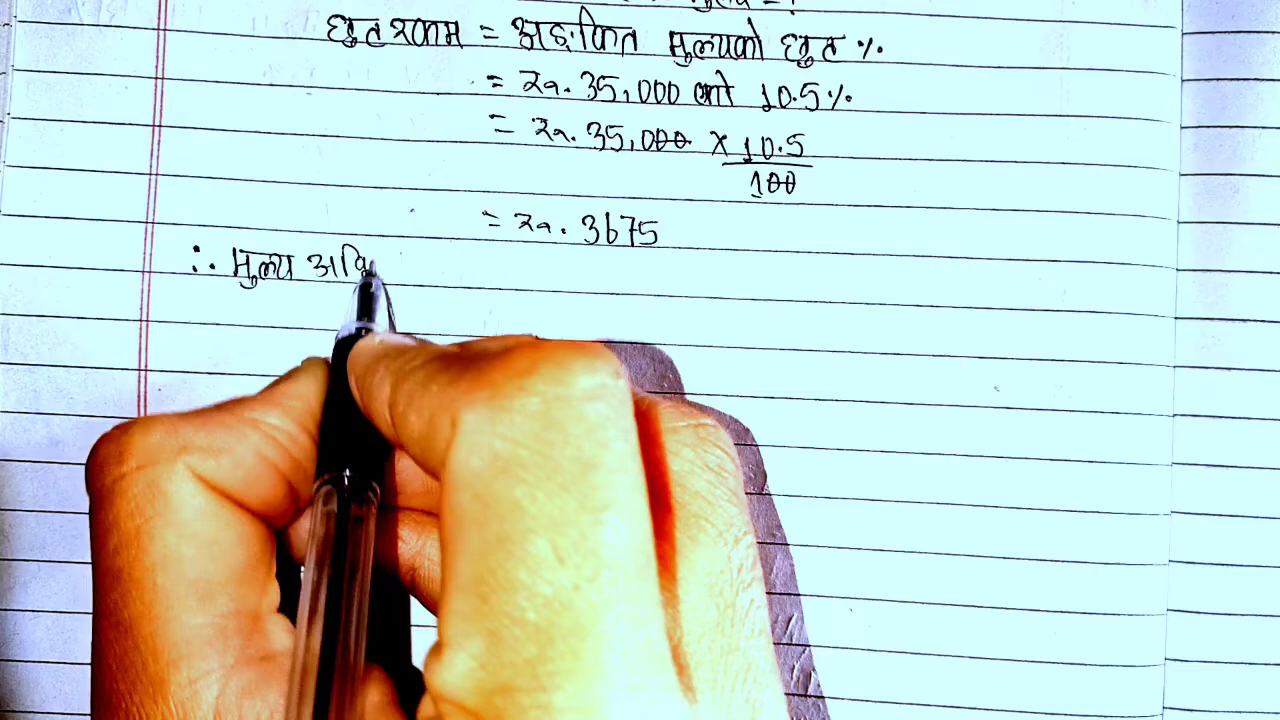 छुट रकम = अङ्कित मुल्यको छुट %
= रू. 35,000 को 10.5%
= रू. 35,000 × 10.5/100
= रू. 3675
∴ मुल्य